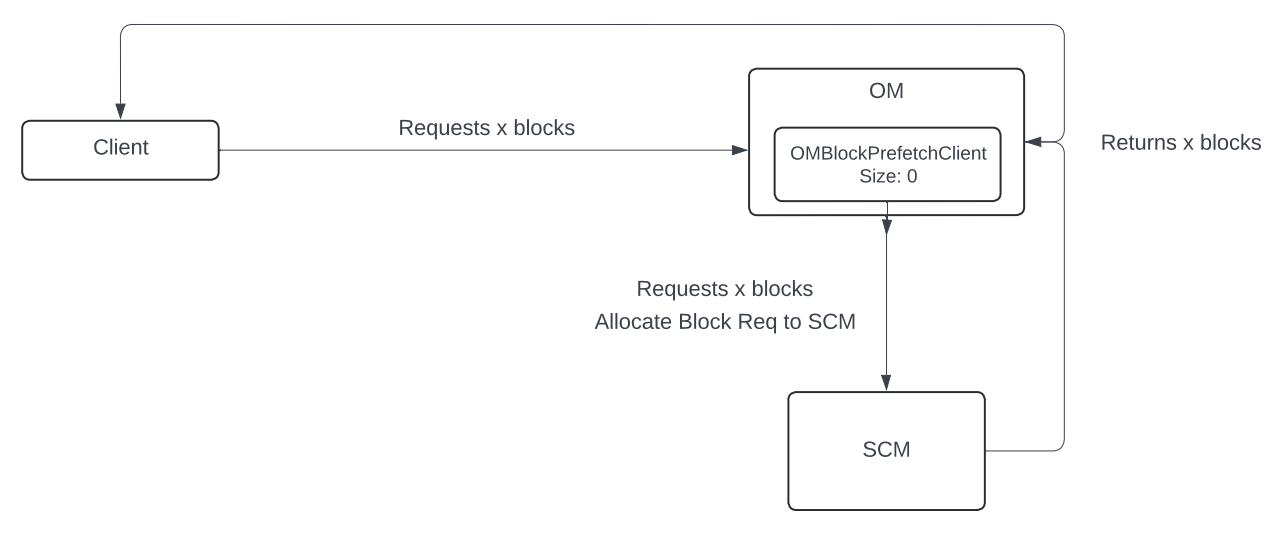 OM
Client
Requests x blocks
OMBlockPrefetchClient
Size: 0
Returns x blocks
Requests x blocks
Allocate Block Req to SCM
SCM